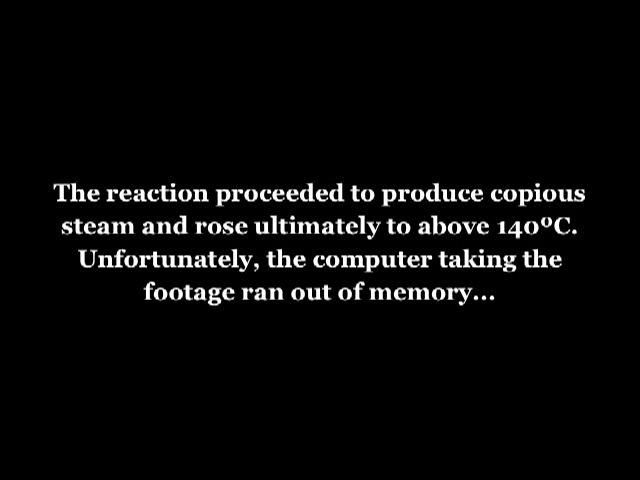 The reaction proceeded to produce copious
steam and rose ultimately to above 140ºC.
Unfortunately, the computer taking the
footage ran out of memory...